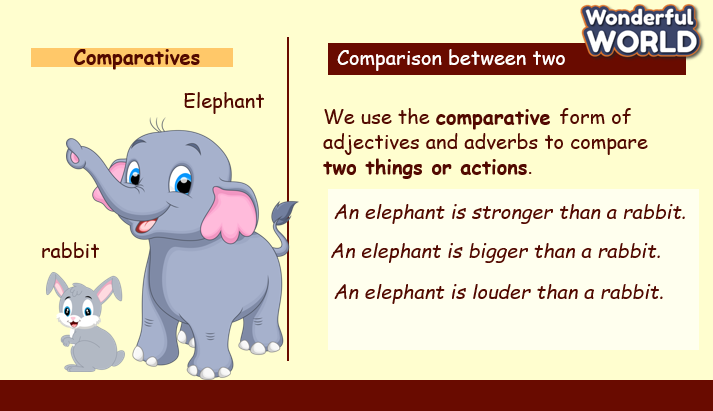 Wonderful
WORLD
Comparatives
Comparison between two
Elephant
rabbit
We use the comparative form of
adjectives and adverbs to compare
two things or actions.
An elephant is stronger than a rabbit.
An elephant is bigger than a rabbit.
An elephant is louder than a rabbit.